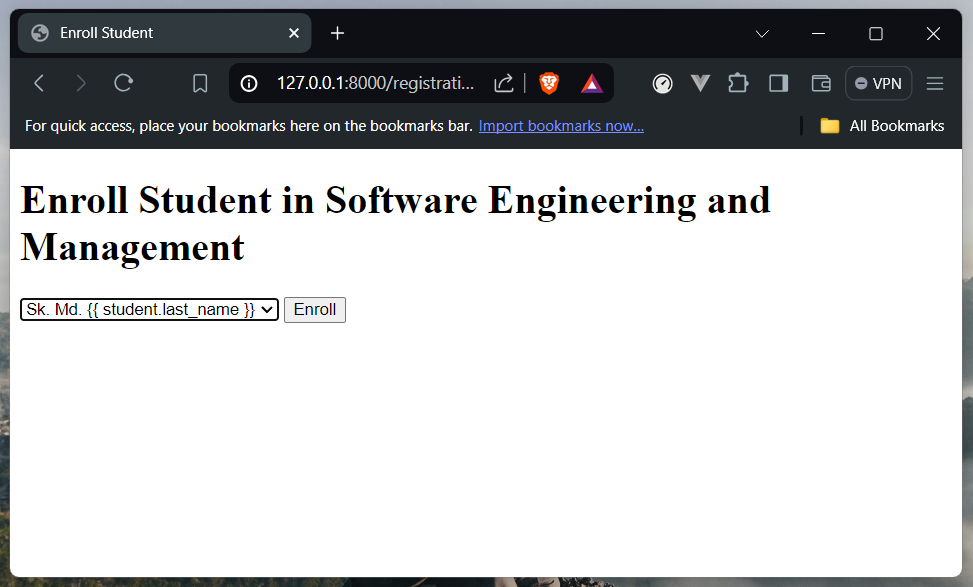 Enroll Student
127.0.0.1:8000/registrati...
VPN
For quick access, place your bookmarks here on the bookmarks bar. Import bookmarks now...
All Bookmarks
Enroll Student in Software Engineering and
Management
Sk. Md. {{ student.last_name }}
Enroll